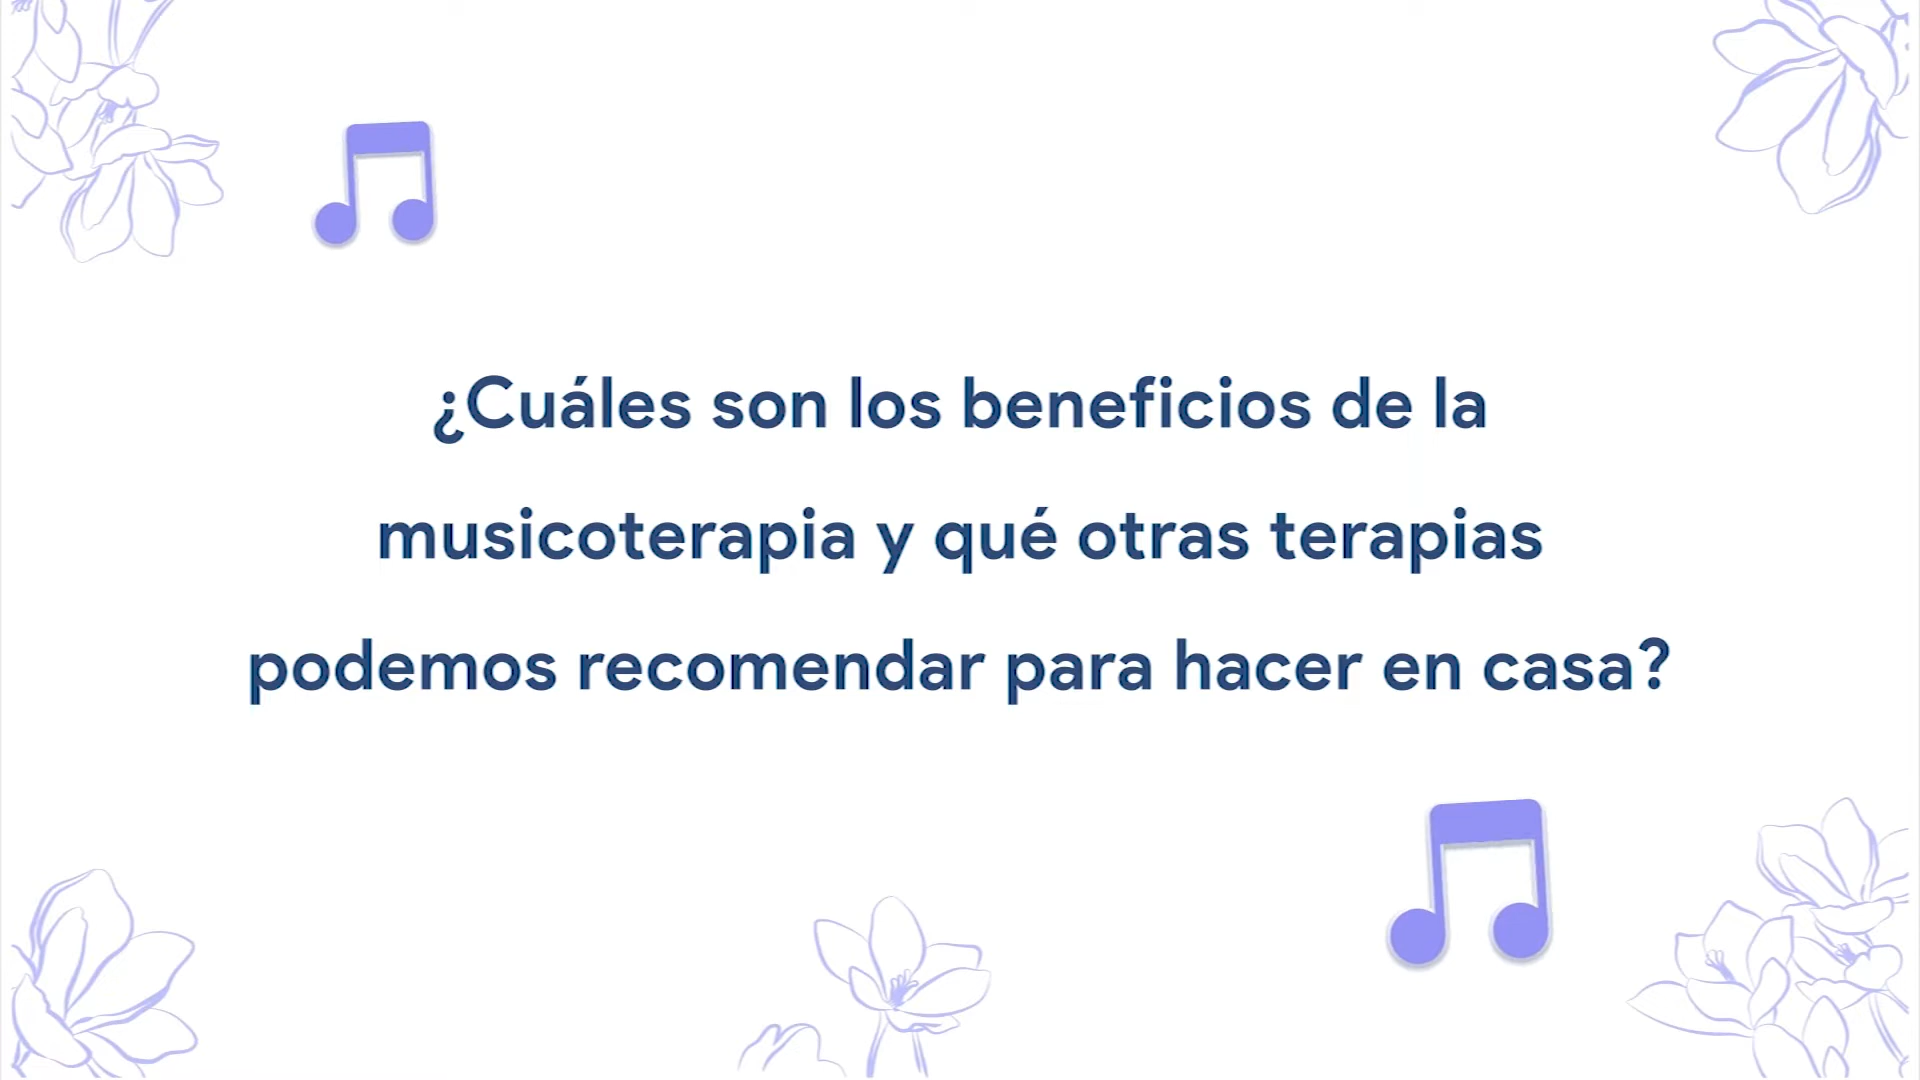 ¿Cuáles son los beneficios de la
musicoterapia y qué otras terapias
podemos recomendar para hacer en casa?